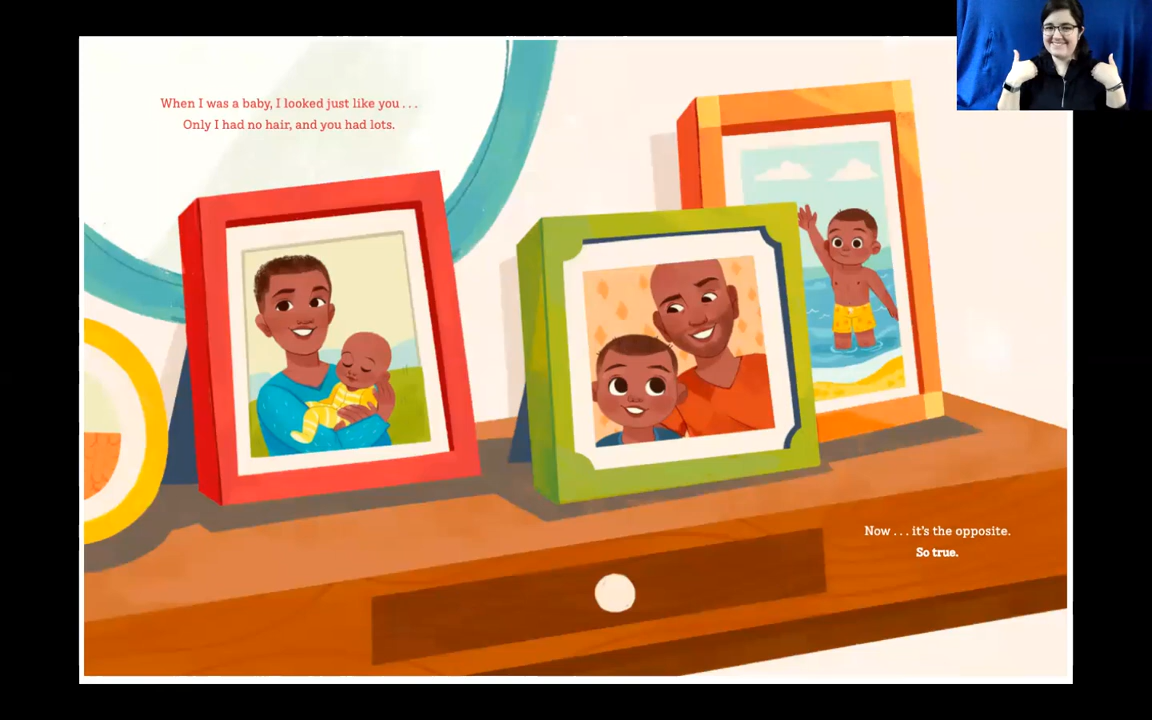 When I was a baby, I looked just like you . . .
Only I had no hair, and you had lots.
Now . . . it's the opposite.
So true.